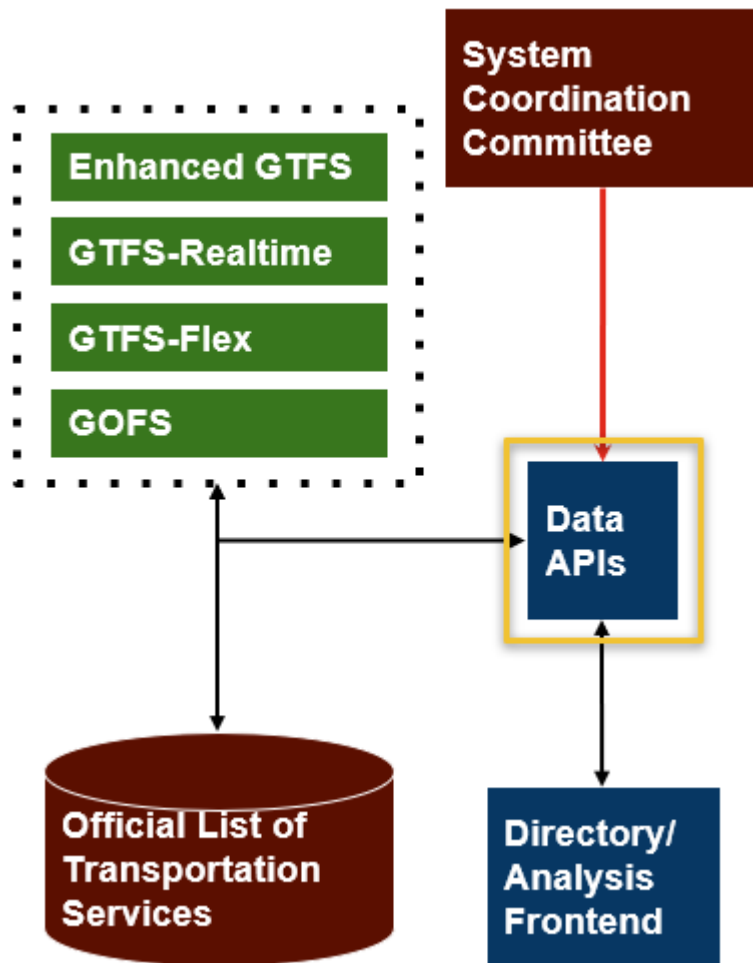 System
Coordination
Committee
Enhanced GTFS
GTFS-Realtime
GTFS-Flex
GOFS
Data
APIs
Official List of
Transportation
Services
Directory/
Analysis
Frontend